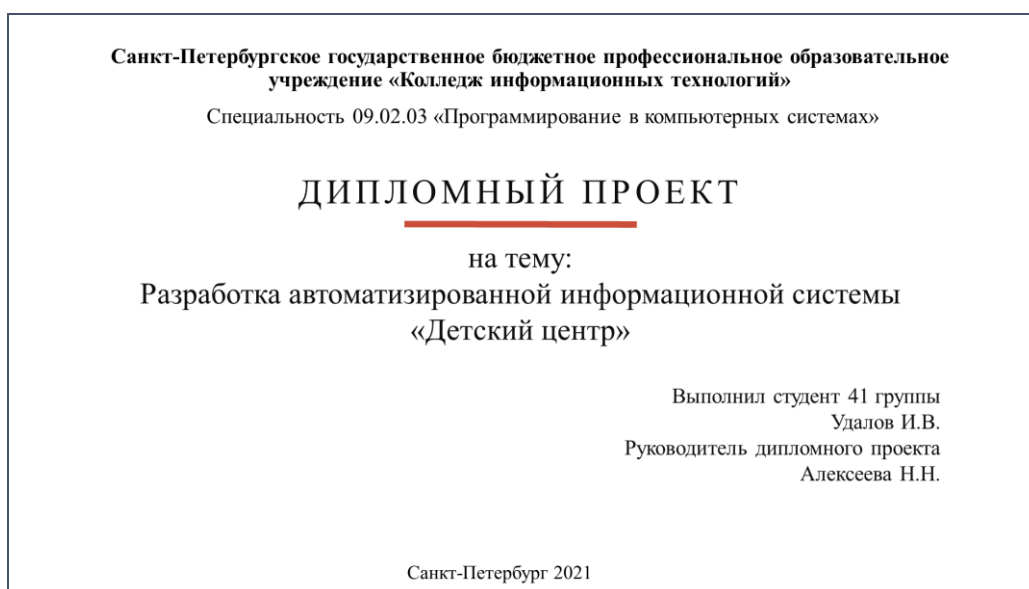 Санкт-Петербургское государственное бюджетное профессиональное образовательное
учреждение «Колледж информационных технологий»
Специальность 09.02.03 «Программирование в компьютерных системах»
ДИПЛОМНЫЙ ПРОЕКТ
на тему:
Разработка автоматизированной информационной системы
«Детский центр»
Выполнил студент 41 группы
Удалов И.В.
Руководитель дипломного проекта
Алексеева Н.Н.
Санкт-Петербург 2021